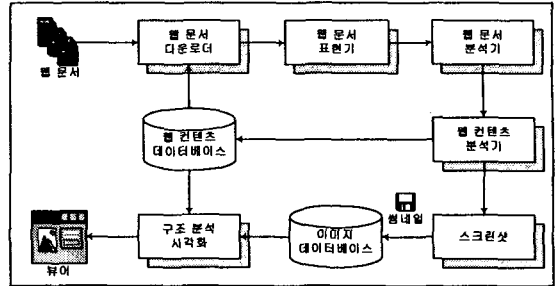 웹 문서
웹 문서
다운로더
웹 문서
표현기
웹 문서
분석기
웹 컨텐츠
데이터베이스
웹 컨텐츠
분석기
구조 분석
시각화
이미지
데이터베이스
썸네일
스크린샷
뷰어